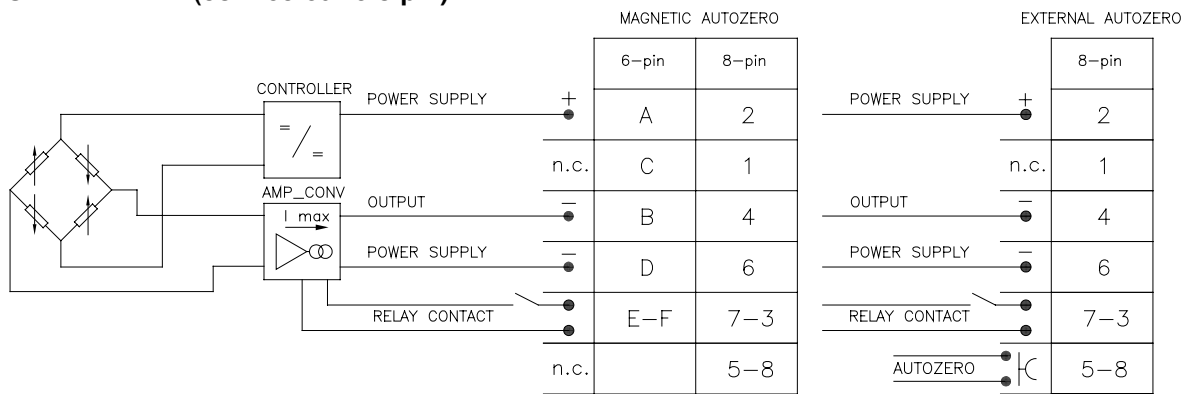 MAGNETIC AUTOZERO
EXTERNAL AUTOZERO
6-pin 8-pin
8-pin
CONTROLLER
= / =
POWER SUPPLY + A 2
POWER SUPPLY + 2
n.c. C 1
n.c. 1
AMP_CONV
I max
OUTPUT - B 4
OUTPUT - 4
POWER SUPPLY - D 6
POWER SUPPLY - 6
RELAY CONTACT E-F 7-3
RELAY CONTACT 7-3
n.c. 5-8
AUTOZERO 5-8